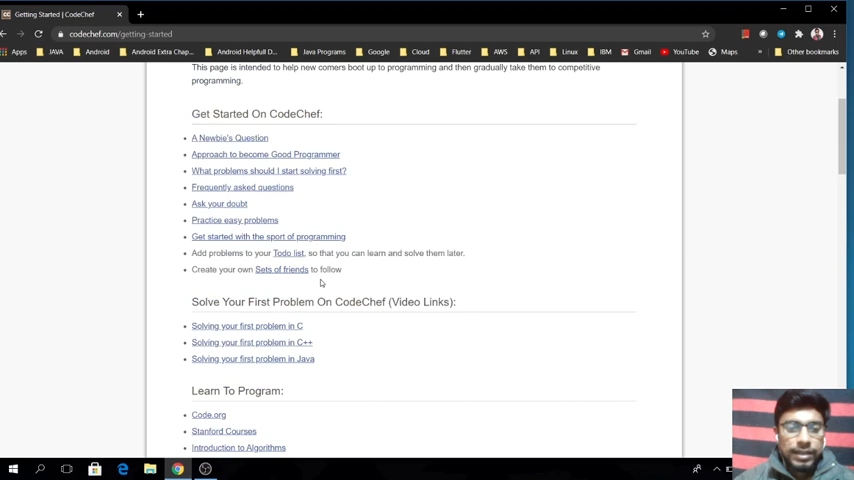 Getting Started | CodeChef
codechef.com/getting-started
Apps JAVA Android Android Extra Chap... Android Helpfull D... Java Programs Google Cloud Flutter AWS API Linux IBM Gmail YouTube Maps » Other bookmarks
This page is intended to help new comers boot up to programming and then gradually take them to competitive
programming.
Get Started On CodeChef:
A Newbie's Question
Approach to become Good Programmer
What problems should I start solving first?
Frequently asked questions
Ask your doubt
Practice easy problems
Get started with the sport of programming
Add problems to your Todo list, so that you can learn and solve them later.
Create your own Sets of friends to follow
Solve Your First Problem On CodeChef (Video Links):
Solving your first problem in C
Solving your first problem in C++
Solving your first problem in Java
Learn To Program:
Code.org
Stanford Courses
Introduction to Algorithms